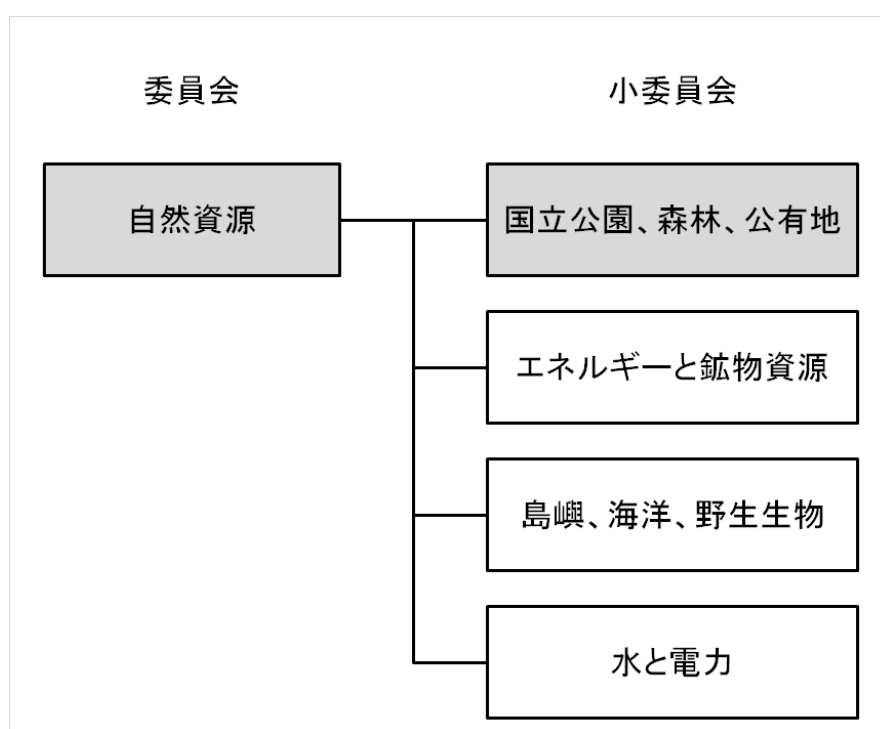 委員会
小委員会
自然資源
国立公園、森林、公有地
エネルギーと鉱物資源
島嶼、海洋、野生生物
水と電力